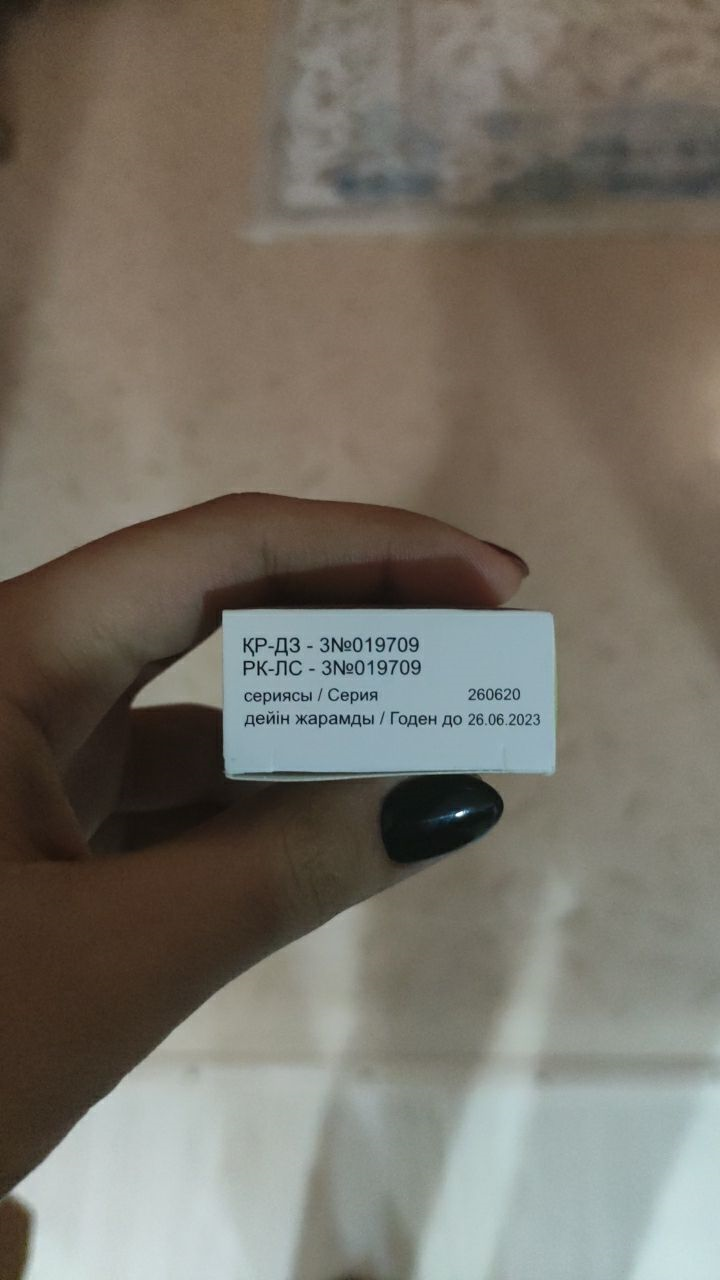 ҚР-ДЗ - 3№019709
РК-ЛС - 3№019709
сериясы / Серия 260620
дейін жарамды / Годен до 26.06.2023